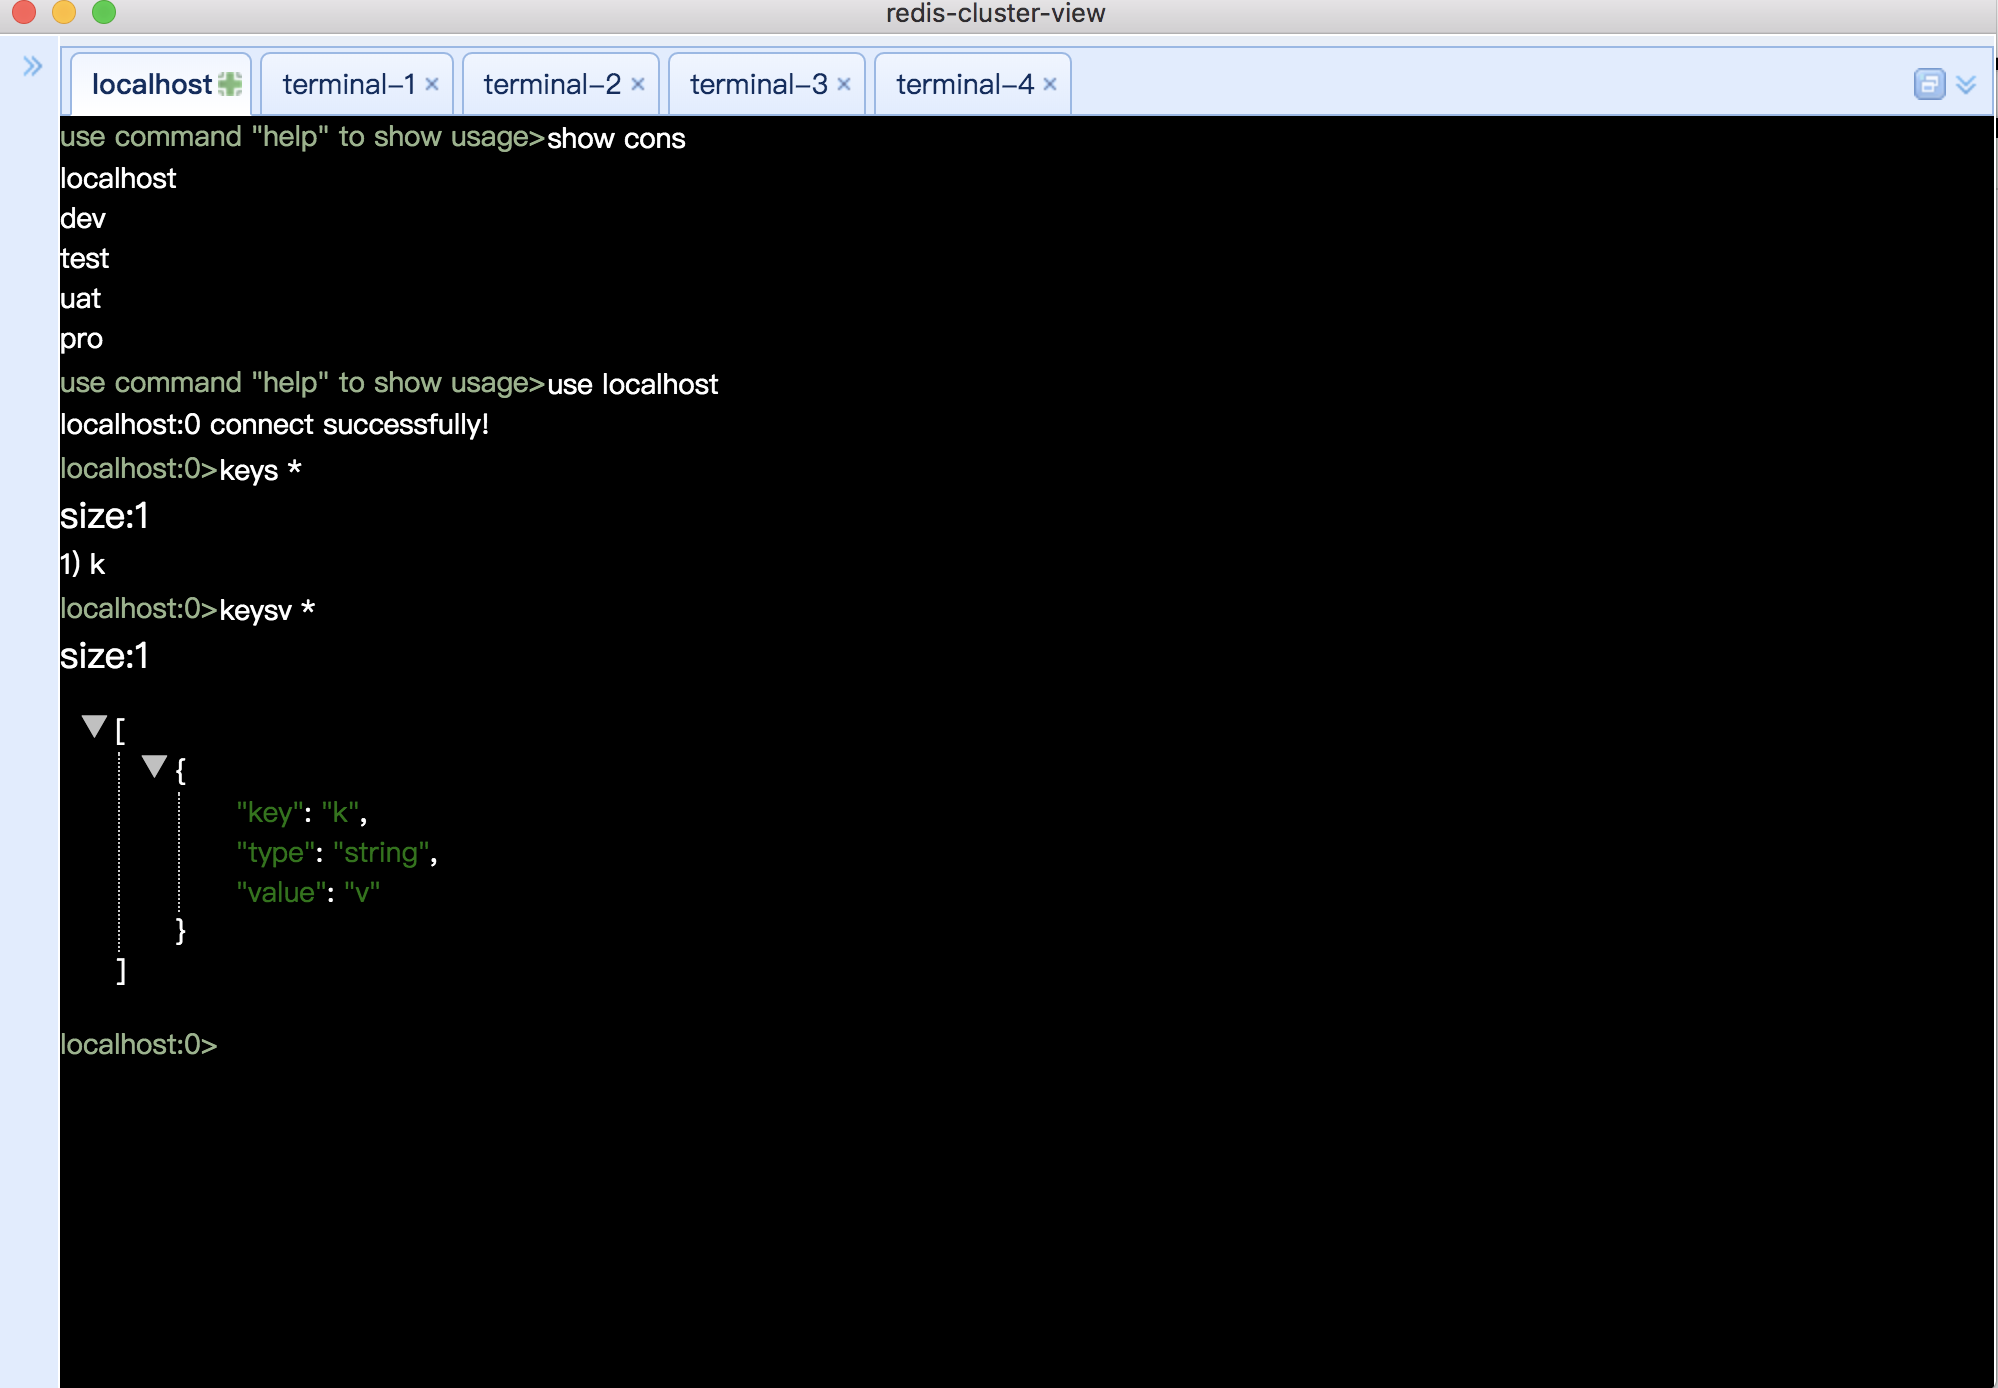 redis-cluster-view
localhost terminal-1 × terminal-2 × terminal-3 × terminal-4 ×
use command "help" to show usage>show cons
localhost
dev
test
uat
pro
use command "help" to show usage>use localhost
localhost:0 connect successfully!
localhost:0>keys *
size:1
1) k
localhost:0>keysv *
size:1
[
{
"key": "k",
"type": "string",
"value": "v"
}
]
localhost:0>